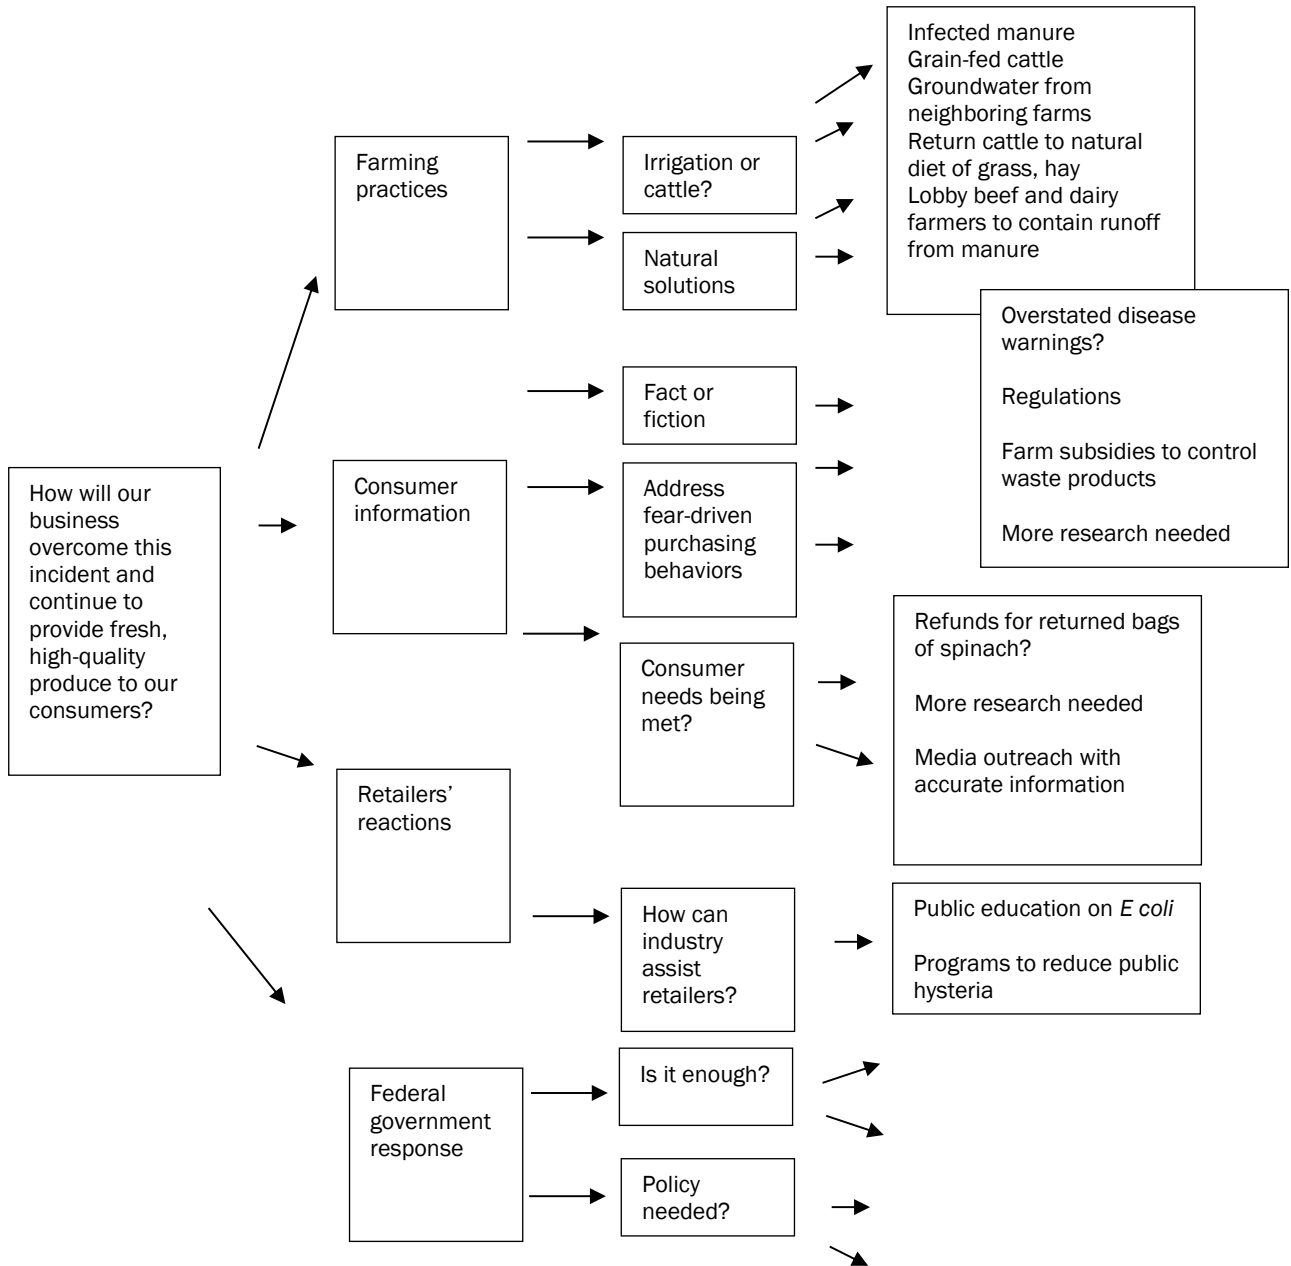 How will our
business
overcome this
incident and
continue to
provide fresh,
high-quality
produce to our
consumers?
Farming
practices
Irrigation or
cattle?
Natural
solutions
Infected manure
Grain-fed cattle
Groundwater from
neighboring farms
Return cattle to natural
diet of grass, hay
Lobby beef and dairy
farmers to contain runoff
from manure
Consumer
information
Fact or
fiction
Address
fear-driven
purchasing
behaviors
Consumer
needs being
met?
Overstated disease
warnings?
Regulations
Farm subsidies to control
waste products
More research needed
Refunds for returned bags
of spinach?
More research needed
Media outreach with
accurate information
Retailers’
reactions
How can
industry
assist
retailers?
Public education on E coli
Programs to reduce public
hysteria
Federal
government
response
Is it enough?
Policy
needed?